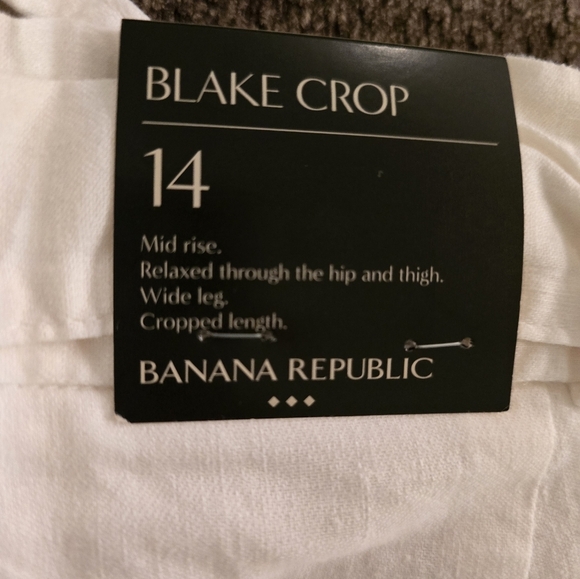 BLAKE CROP
14
Mid rise.
Relaxed through the hip and thigh.
Wide leg.
Cropped length.
BANANA REPUBLIC